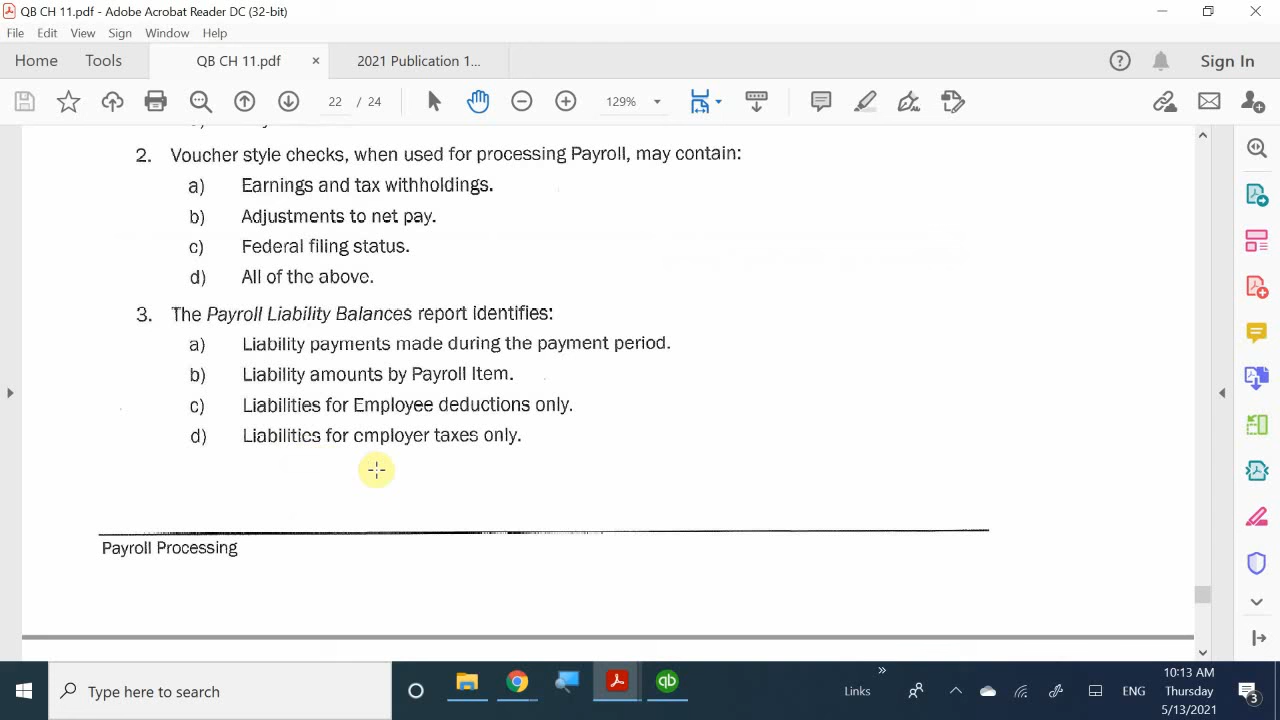 QB CH 11.pdf - Adobe Acrobat Reader DC (32-bit)
File Edit View Sign Window Help
Home Tools QB CH 11.pdf × 2021 Publication 1... Sign In
22 / 24 129%
2. Voucher style checks, when used for processing Payroll, may contain:
a) Earnings and tax withholdings.
b) Adjustments to net pay.
c) Federal filing status.
d) All of the above.
3. The Payroll Liability Balances report identifies:
a) Liability payments made during the payment period.
b) Liability amounts by Payroll Item.
c) Liabilities for Employee deductions only.
d) Liabilities for employer taxes only.
Payroll Processing
Type here to search
qb
Links
ENG
10:13 AM
Thursday
5/13/2021
3